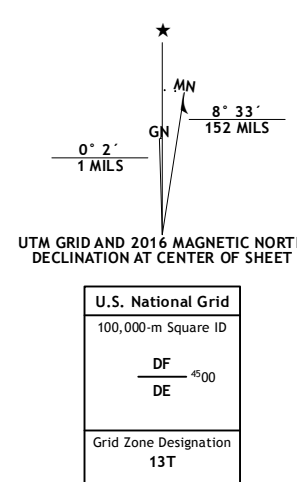 ★
MN
8° 33´
152 MILS
GN
0° 2´
1 MILS
UTM GRID AND 2016 MAGNETIC NORTH
DECLINATION AT CENTER OF SHEET
U.S. National Grid
100,000-m Square ID
DF
4500
DE
Grid Zone Designation
13T